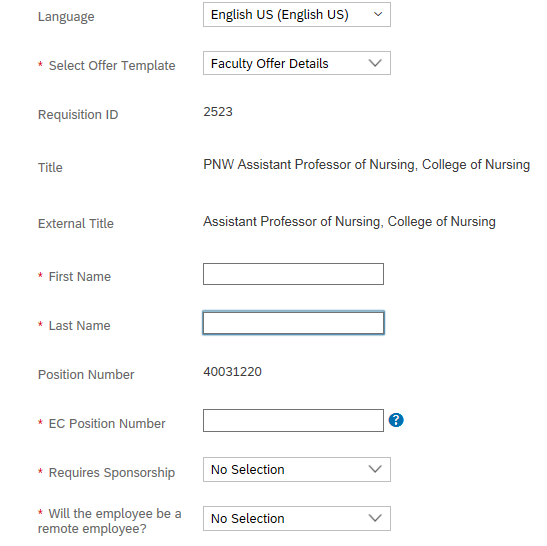 Language English US (English US)
* Select Offer Template Faculty Offer Details
Requisition ID 2523
Title PNW Assistant Professor of Nursing, College of Nursing
External Title Assistant Professor of Nursing, College of Nursing
* First Name
* Last Name
Position Number 40031220
* EC Position Number ?
* Requires Sponsorship No Selection
* Will the employee be a
remote employee? No Selection